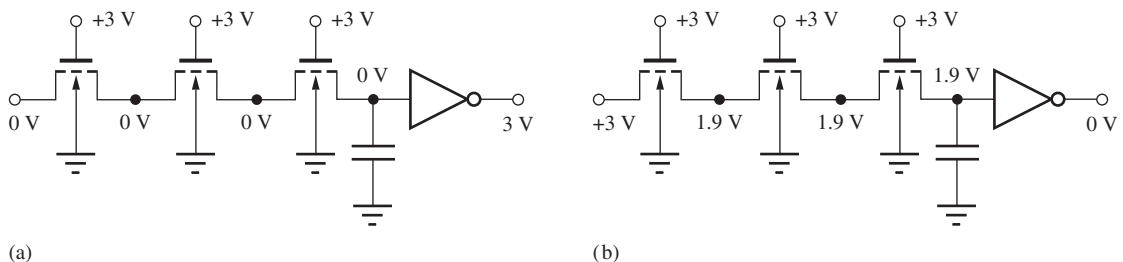 +3 V +3 V +3 V
0 V
0 V 0 V 0 V 3 V
(a)
+3 V +3 V +3 V
1.9 V
+3 V 1.9 V 1.9 V 0 V
(b)